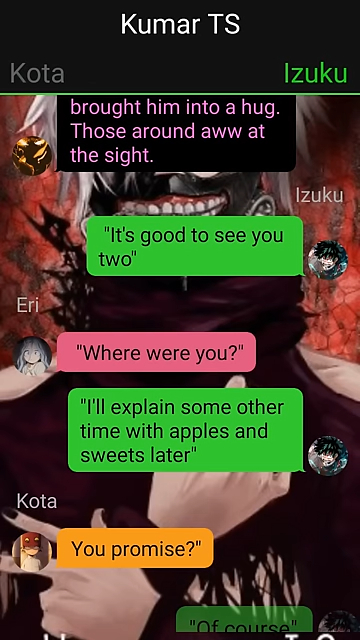 Kumar TS
Kota
Izuku
brought him into a hug.
Those around aww at
the sight.
Izuku
"It's good to see you
two"
Eri
"Where were you?"
"I'll explain some other
time with apples and
sweets later"
Kota
You promise?"
"Of course"